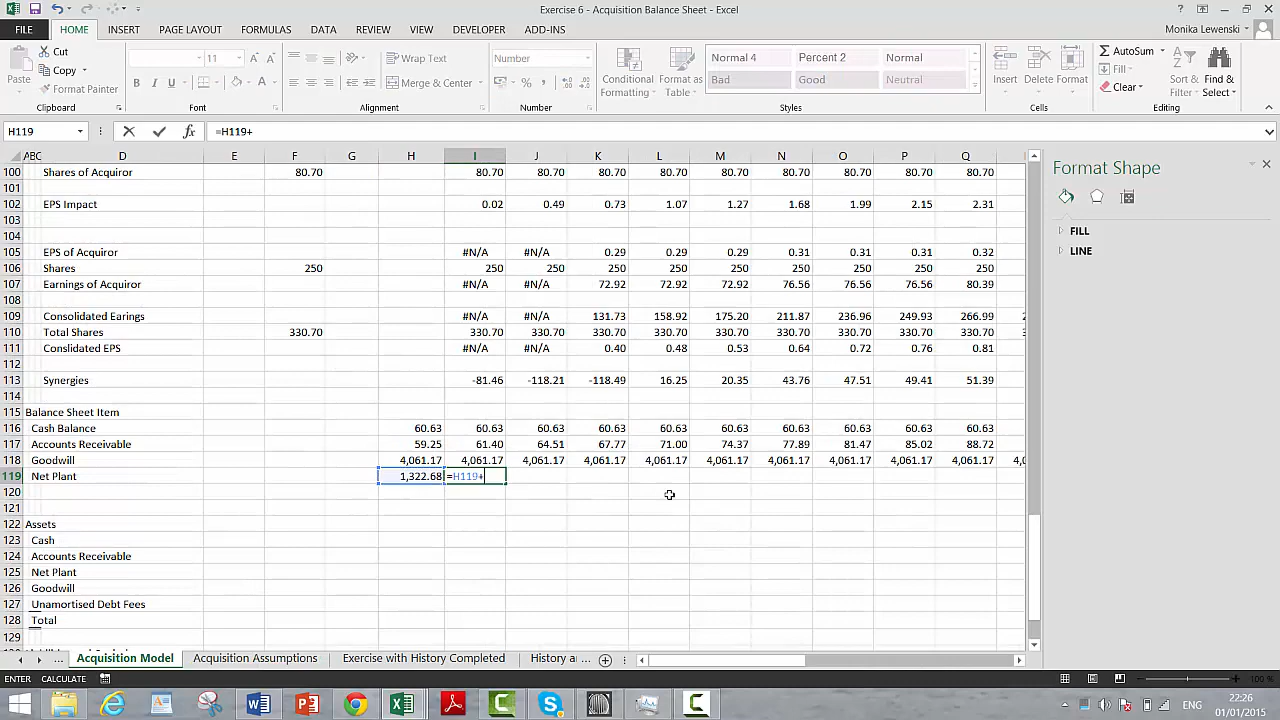 Exercise 6 - Acquisition Balance Sheet - Excel
FILE HOME INSERT PAGE LAYOUT FORMULAS DATA REVIEW VIEW DEVELOPER ADD-INS Monika Lewenski
Cut
Copy
Format Painter
Paste
Clipboard
B I U
Font
Wrap Text
Merge & Center
Alignment
Number
%
Number
Conditional Formatting
Format as Table
Normal 4 Percent 2 Normal
Bad Good Neutral
Styles
Insert Delete Format
Cells
AutoSum
Fill
Clear
Sort & Filter
Find & Select
Editing
H119 fx =H119+
ABC D E F G H I J K L M N O P Q
100 Shares of Acquiror 80.70 80.70 80.70 80.70 80.70 80.70 80.70 80.70 80.70 80.70
101
102 EPS Impact 0.02 0.49 0.73 1.07 1.27 1.68 1.99 2.15 2.31
103
104
105 EPS of Acquiror #N/A #N/A 0.29 0.29 0.29 0.31 0.31 0.31 0.32
106 Shares 250 250 250 250 250 250 250 250 250 250
107 Earnings of Acquiror #N/A #N/A 72.92 72.92 72.92 76.56 76.56 76.56 80.39
108
109 Consolidated Earings #N/A #N/A 131.73 158.92 175.20 211.87 236.96 249.93 266.99
110 Total Shares 330.70 330.70 330.70 330.70 330.70 330.70 330.70 330.70 330.70 330.70
111 Conslidated EPS #N/A #N/A 0.40 0.48 0.53 0.64 0.72 0.76 0.81
112
113 Synergies -81.46 -118.21 -118.49 16.25 20.35 43.76 47.51 49.41 51.39
114
115 Balance Sheet Item
116 Cash Balance 60.63 60.63 60.63 60.63 60.63 60.63 60.63 60.63 60.63 60.63
117 Accounts Receivable 59.25 61.40 64.51 67.77 71.00 74.37 77.89 81.47 85.02 88.72
118 Goodwill 4,061.17 4,061.17 4,061.17 4,061.17 4,061.17 4,061.17 4,061.17 4,061.17 4,061.17 4,061.17
119 Net Plant 1,322.68 =H119+
120
121
122 Assets
123 Cash
124 Accounts Receivable
125 Net Plant
126 Goodwill
127 Unamortised Debt Fees
128 Total
129
Format Shape
FILL
LINE
... Acquisition Model Acquisition Assumptions Exercise with History Completed History a ...
ENTER CALCULATE 100 %
ENG 22:26
01/01/2015